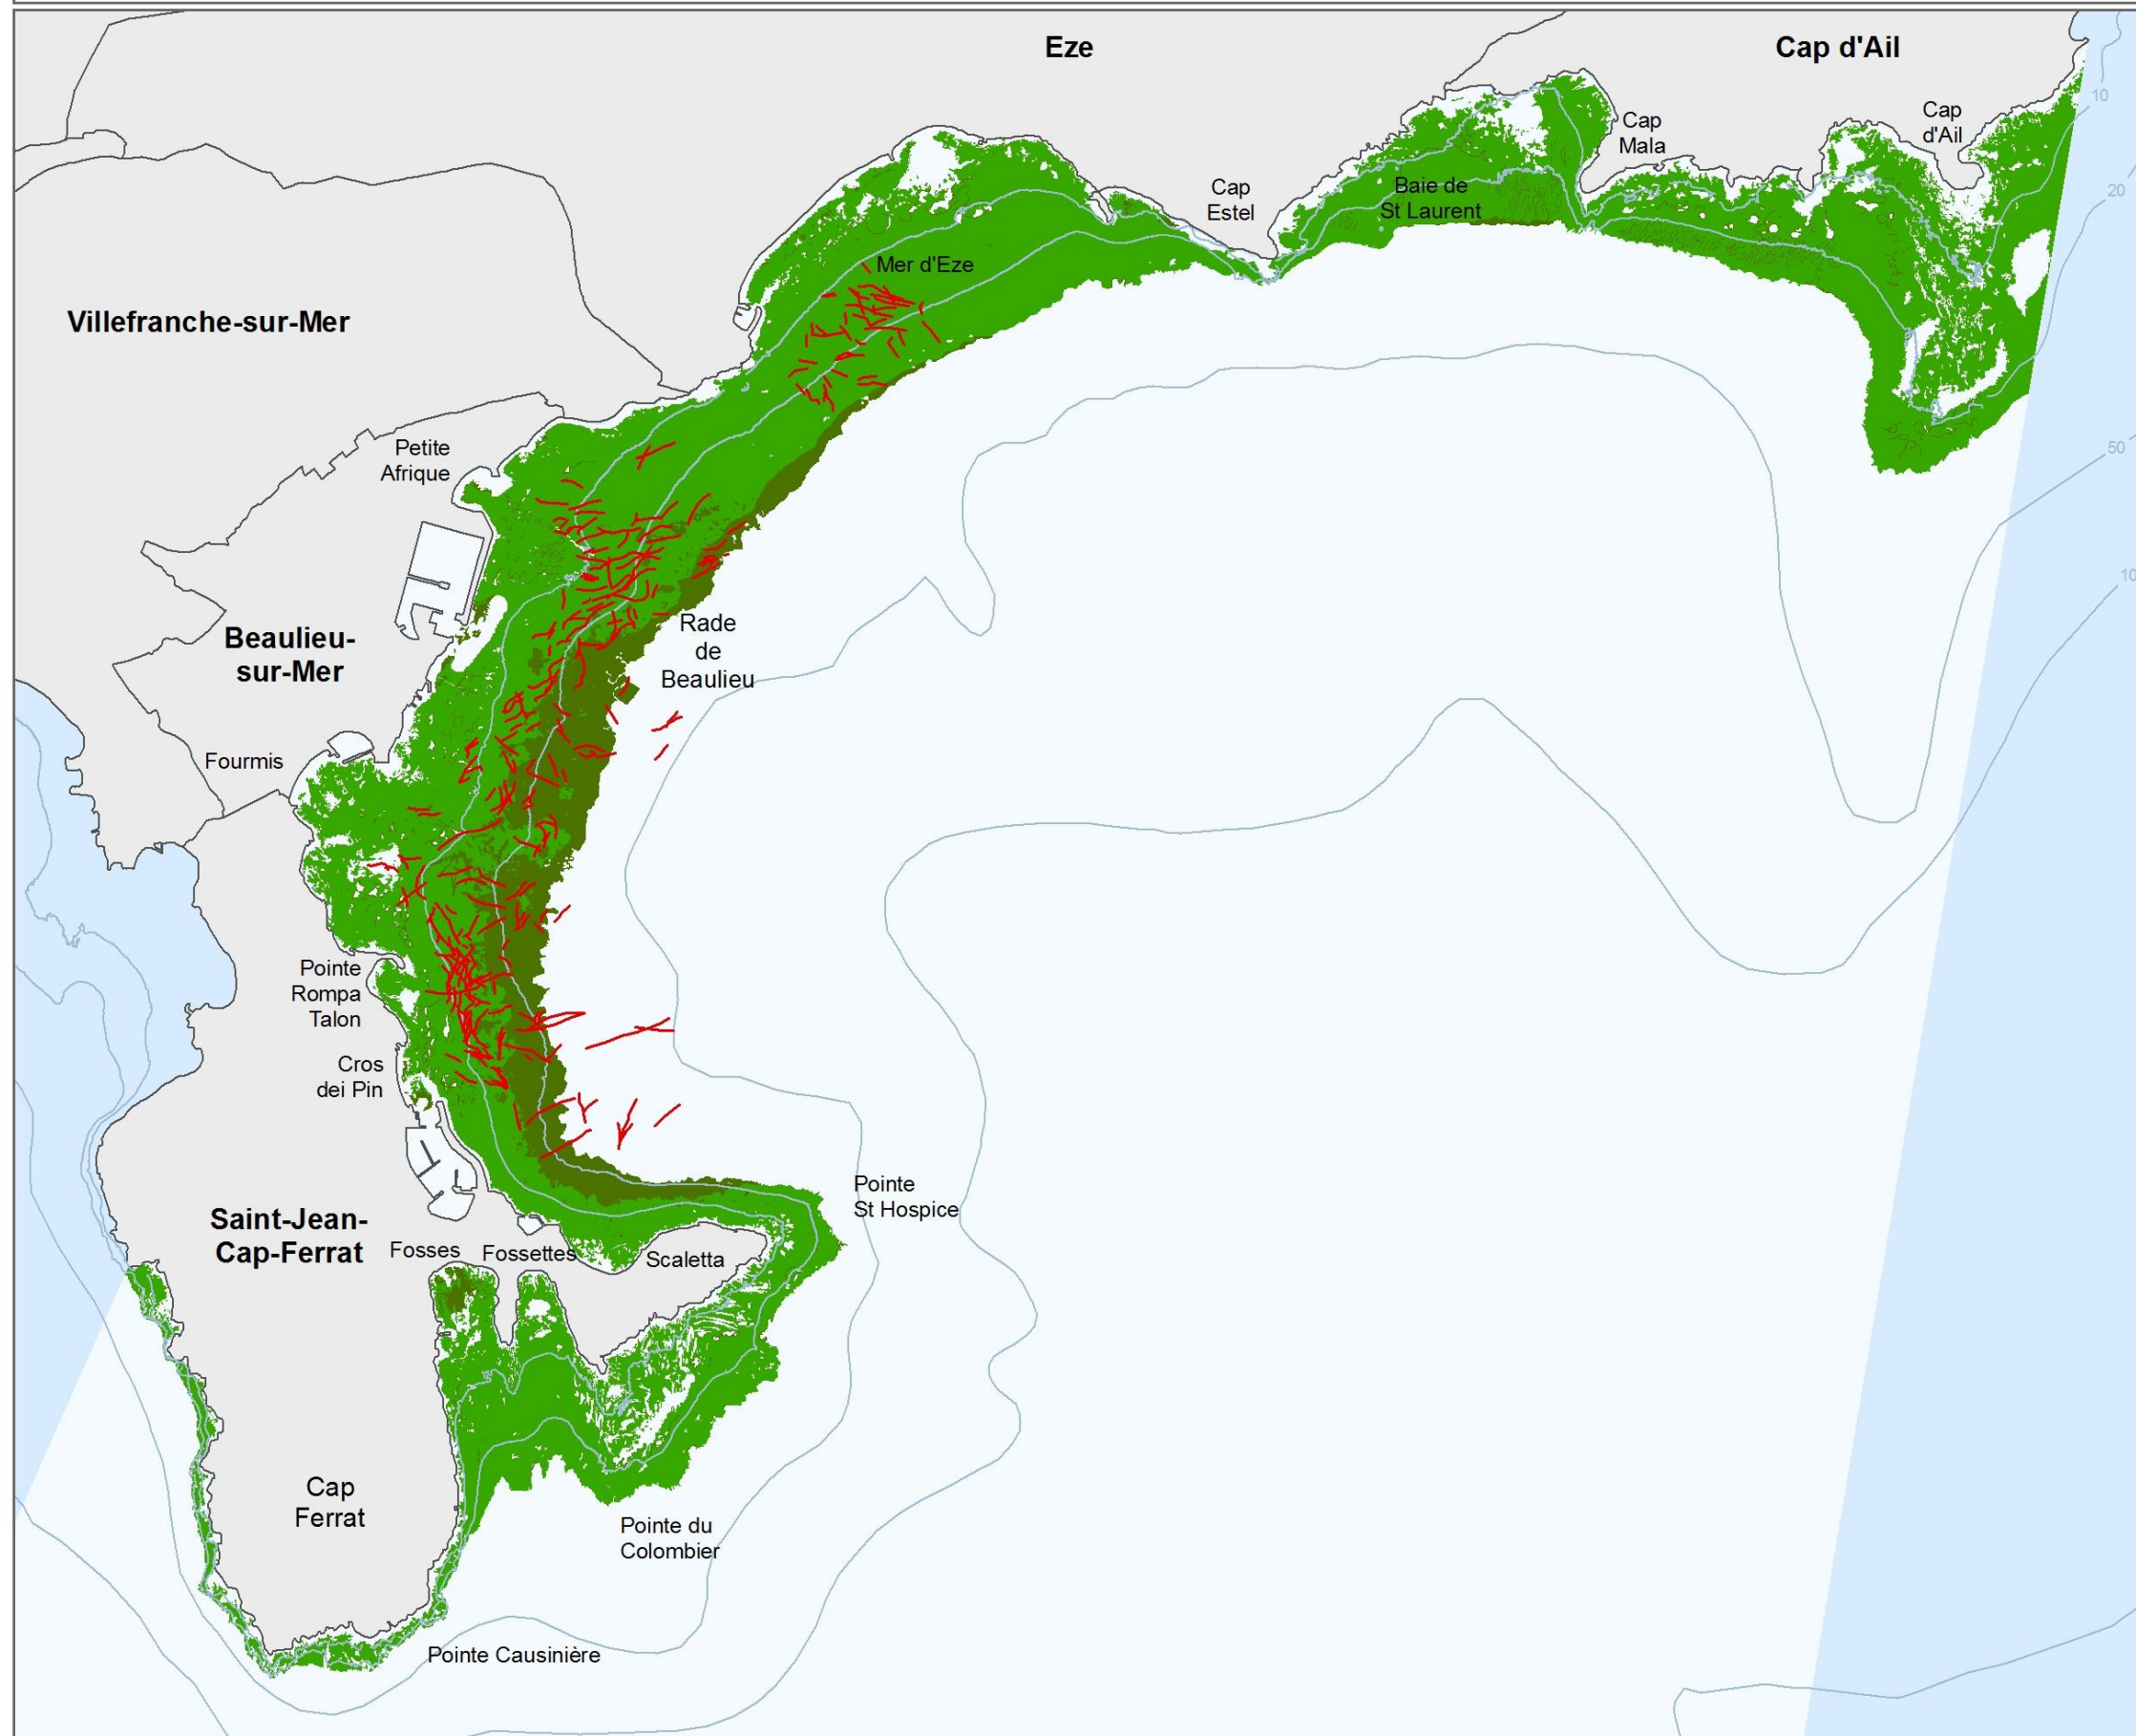 Eze
Cap d'Ail
10
Cap
d'Ail
Cap
Mala
20
Cap
Estel
Baie de
St Laurent
Mer d'Eze
Villefranche-sur-Mer
Petite
Afrique
50
10
Rade
de
Beaulieu
Beaulieu-
sur-Mer
Fourmis
Pointe
Rompa
Talon
Cros
dei Pin
Pointe
St Hospice
Saint-Jean-
Cap-Ferrat
Fosses
Fossettes
Scaletta
Cap
Ferrat
Pointe du
Colombier
Pointe Causinière